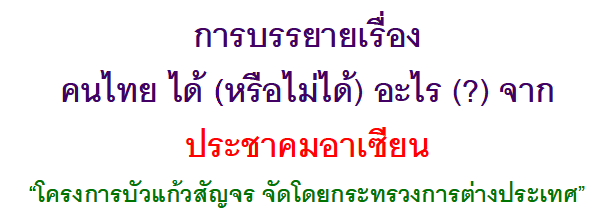 การบรรยายเรื่อง
คนไทย ได้ (หรือไม่ได้) อะไร (?) จาก
ประชาคมอาเซียน
“โครงการบัวแก้วสัญจร จัดโดยกระทรวงการต่างประเทศ”